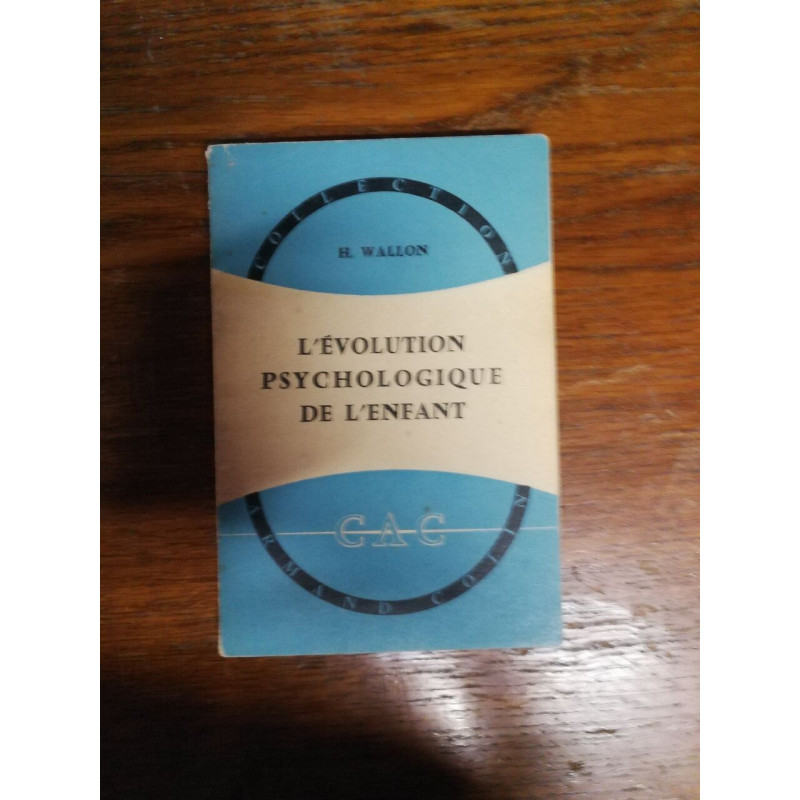 COLLECTION
H. WALLON
L'ÉVOLUTION
PSYCHOLOGIQUE
DE L'ENFANT
CAC
ARMAND COLIN